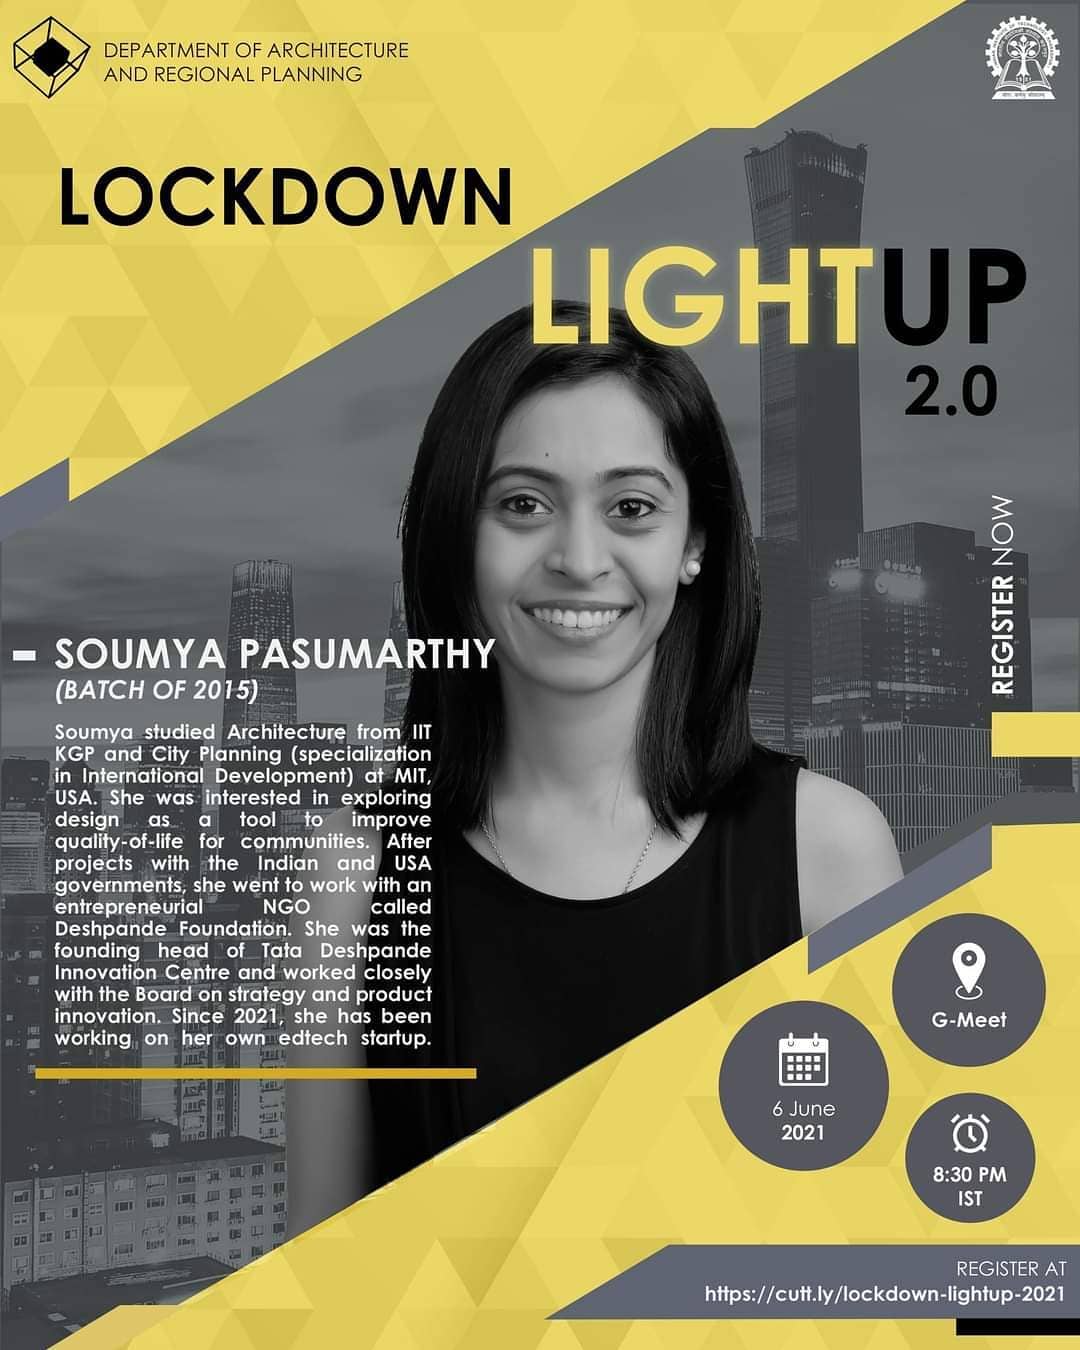 DEPARTMENT OF ARCHITECTURE
AND REGIONAL PLANNING
LOCKDOWN
LIGHTUP
2.0
REGISTER NOW
SOUMYA PASUMARTHY
(BATCH OF 2015)
Soumya studied Architecture from IIT
KGP and City Planning (specialization
in International Development) at MIT,
USA. She was interested in exploring
design as a tool to improve
quality-of-life for communities. After
projects with the Indian and USA
governments, she went to work with an
entrepreneurial NGO called
Deshpande Foundation. She was the
founding head of Tata Deshpande
Innovation Centre and worked closely
with the Board on strategy and product
innovation. Since 2021, she has been
working on her own edtech startup.
G-Meet
6 June
2021
8:30 PM
IST
REGISTER AT
https://cutt.ly/lockdown-lightup-2021